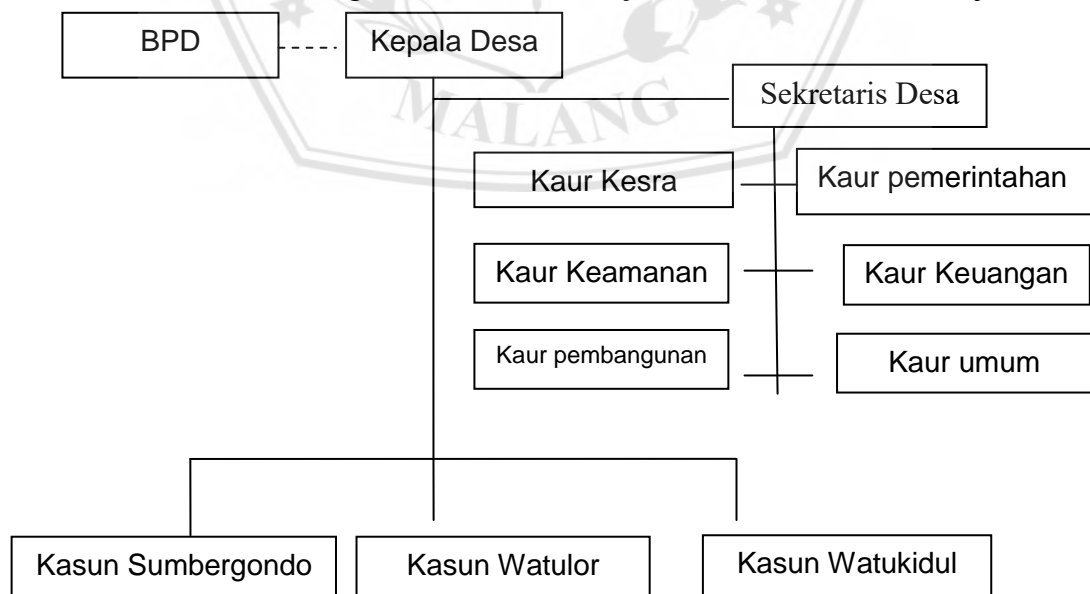 BPD
Kepala Desa
Sekretaris Desa
MALANG
Kaur Kesra
Kaur pemerintahan
Kaur Keamanan
Kaur Keuangan
Kaur pembangunan
Kaur umum
Kasun Sumbergondo
Kasun Watulor
Kasun Watukidul